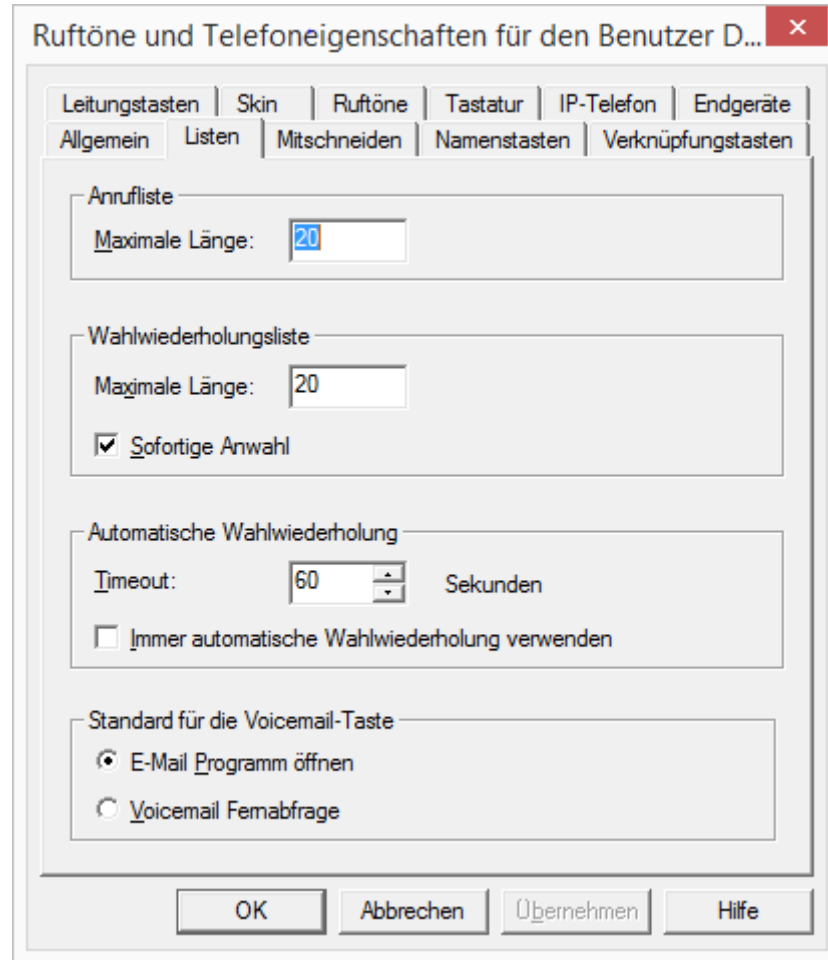 Ruftöne und Telefoneigenschaften für den Benutzer D...
Leitungstasten Skin Ruftöne Tastatur IP-Telefon Endgeräte
Allgemein Listen Mitschneiden Namenstasten Verknüpfungstasten
Anrufliste
Maximale Länge: 20
Wahlwiederholungsliste
Maximale Länge: 20
Sofortige Anwahl
Automatische Wahlwiederholung
Timeout: 60 Sekunden
Immer automatische Wahlwiederholung verwenden
Standard für die Voicemail-Taste
E-Mail Programm öffnen
Voicemail Fernabfrage
OK Abbrechen Übernehmen Hilfe